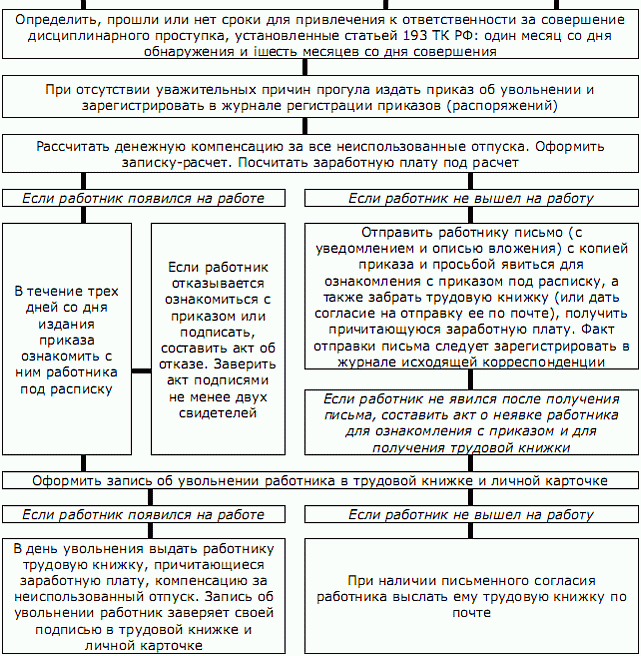 Определить, прошли или нет сроки для привлечения к ответственности за совершение
дисциплинарного проступка, установленные статьей 193 ТК РФ: один месяц со дня
обнаружения и iшесть месяцев со дня совершения
При отсутствии уважительных причин прогула издать приказ об увольнении и
зарегистрировать в журнале регистрации приказов (распоряжений)
Рассчитать денежную компенсацию за все неиспользованные отпуска. Оформить
записку-расчет. Посчитать заработную плату под расчет
Если работник появился на работе
Если работник не вышел на работу
В течение трех
дней со дня
издания
приказа
ознакомить с
ним работника
под расписку
Если работник
отказывается
ознакомиться с
приказом или
подписать,
составить акт об
отказе. Заверить
акт подписями
не менее двух
свидетелей
Отправить работнику письмо (с
уведомлением и описью вложения) с копией
приказа и просьбой явиться для
ознакомления с приказом под расписку, а
также забрать трудовую книжку (или дать
согласие на отправку ее по почте), получить
причитающуюся заработную плату. Факт
отправки письма следует зарегистрировать в
журнале исходящей корреспонденции
Если работник не явился после получения
письма, составить акт о неявке работника
для ознакомления с приказом и для
получения трудовой книжки
Оформить запись об увольнении работника в трудовой книжке и личной карточке
Если работник появился на работе
Если работник не вышел на работу
В день увольнения выдать работнику
трудовую книжку, причитающиеся
заработную плату, компенсацию за
неиспользованный отпуск. Запись об
увольнении работник заверяет своей
подписью в трудовой книжке и
личной карточке
При наличии письменного согласия
работника выслать ему трудовую книжку по
почте